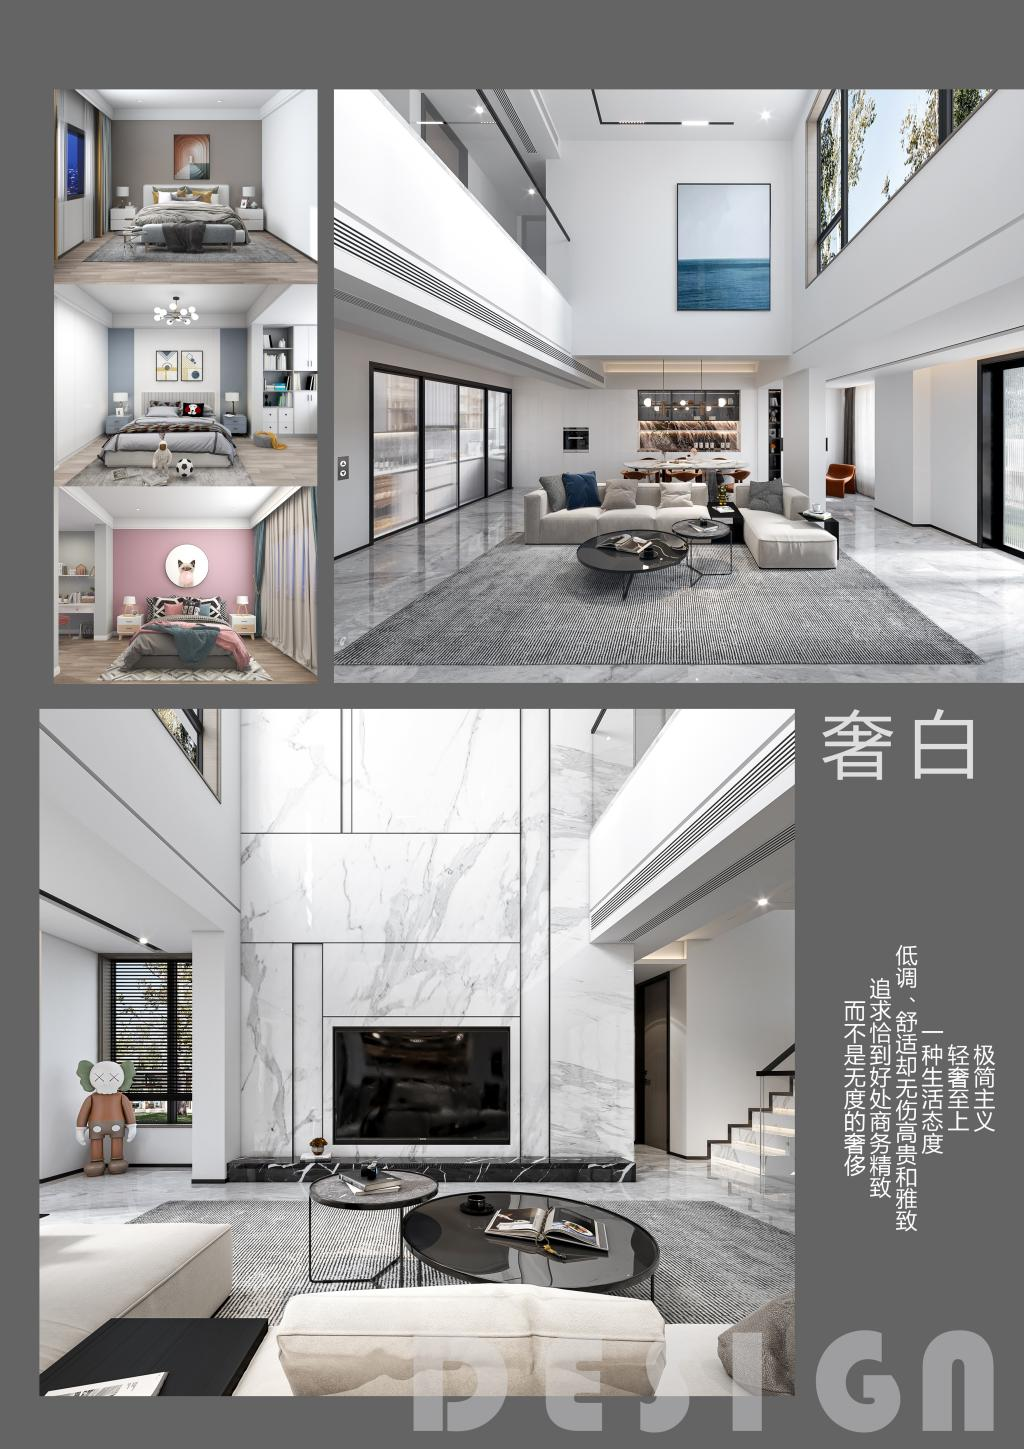 奢白
极简主义
轻奢至上
一种生活态度
低调、舒适却无伤高贵和雅致
追求恰到好处商务精致
而不是无度的奢侈
DESIGN